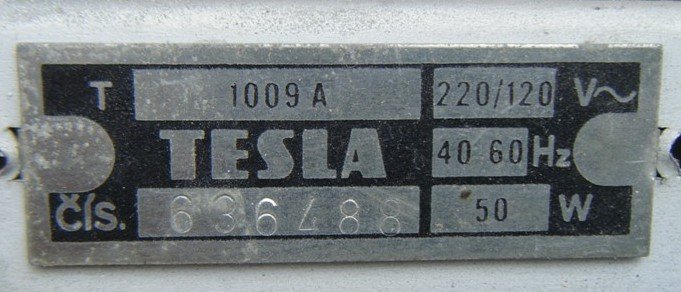 T 1009 A 220/120 V~
TESLA 40 60 Hz
Čís. 636488 50 W